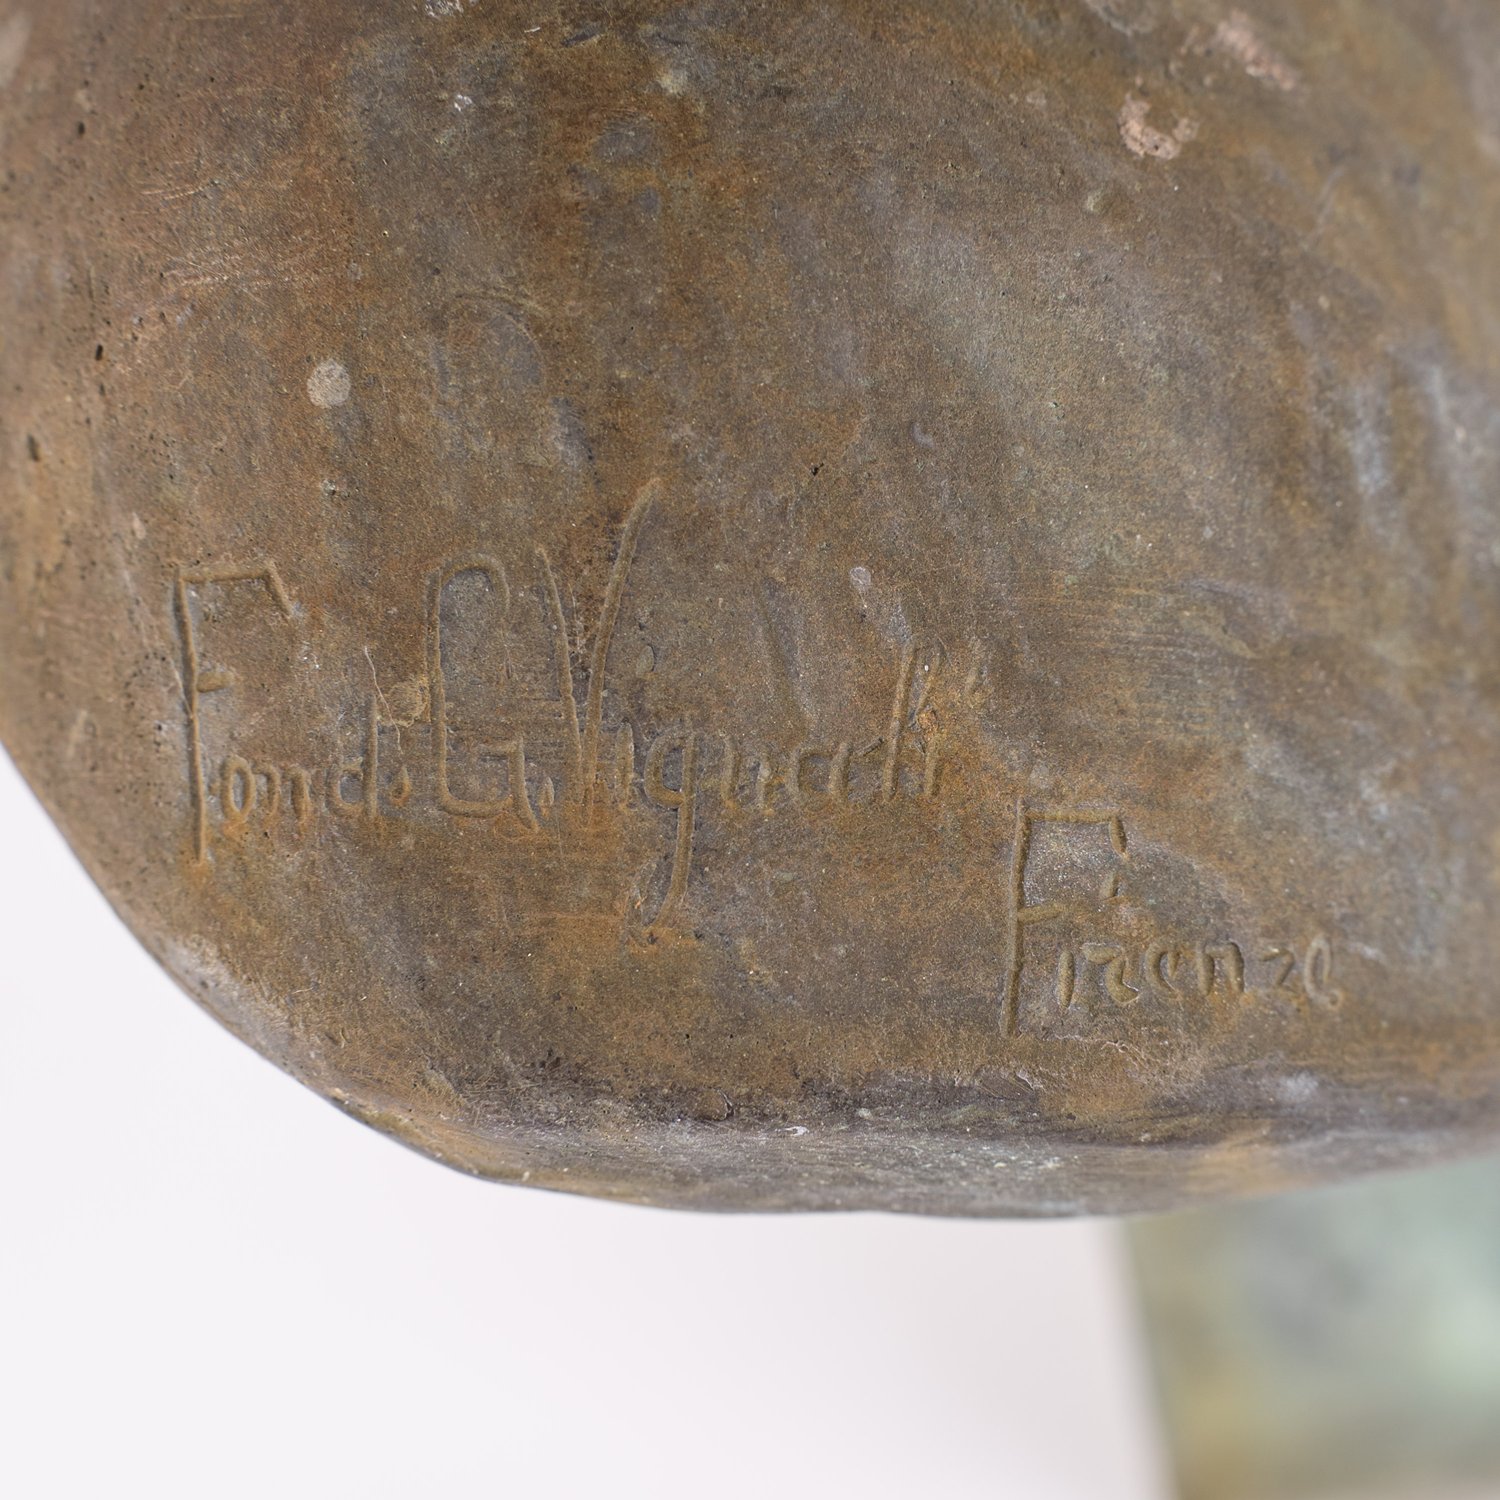 Fond. G. Vignali
Firenze